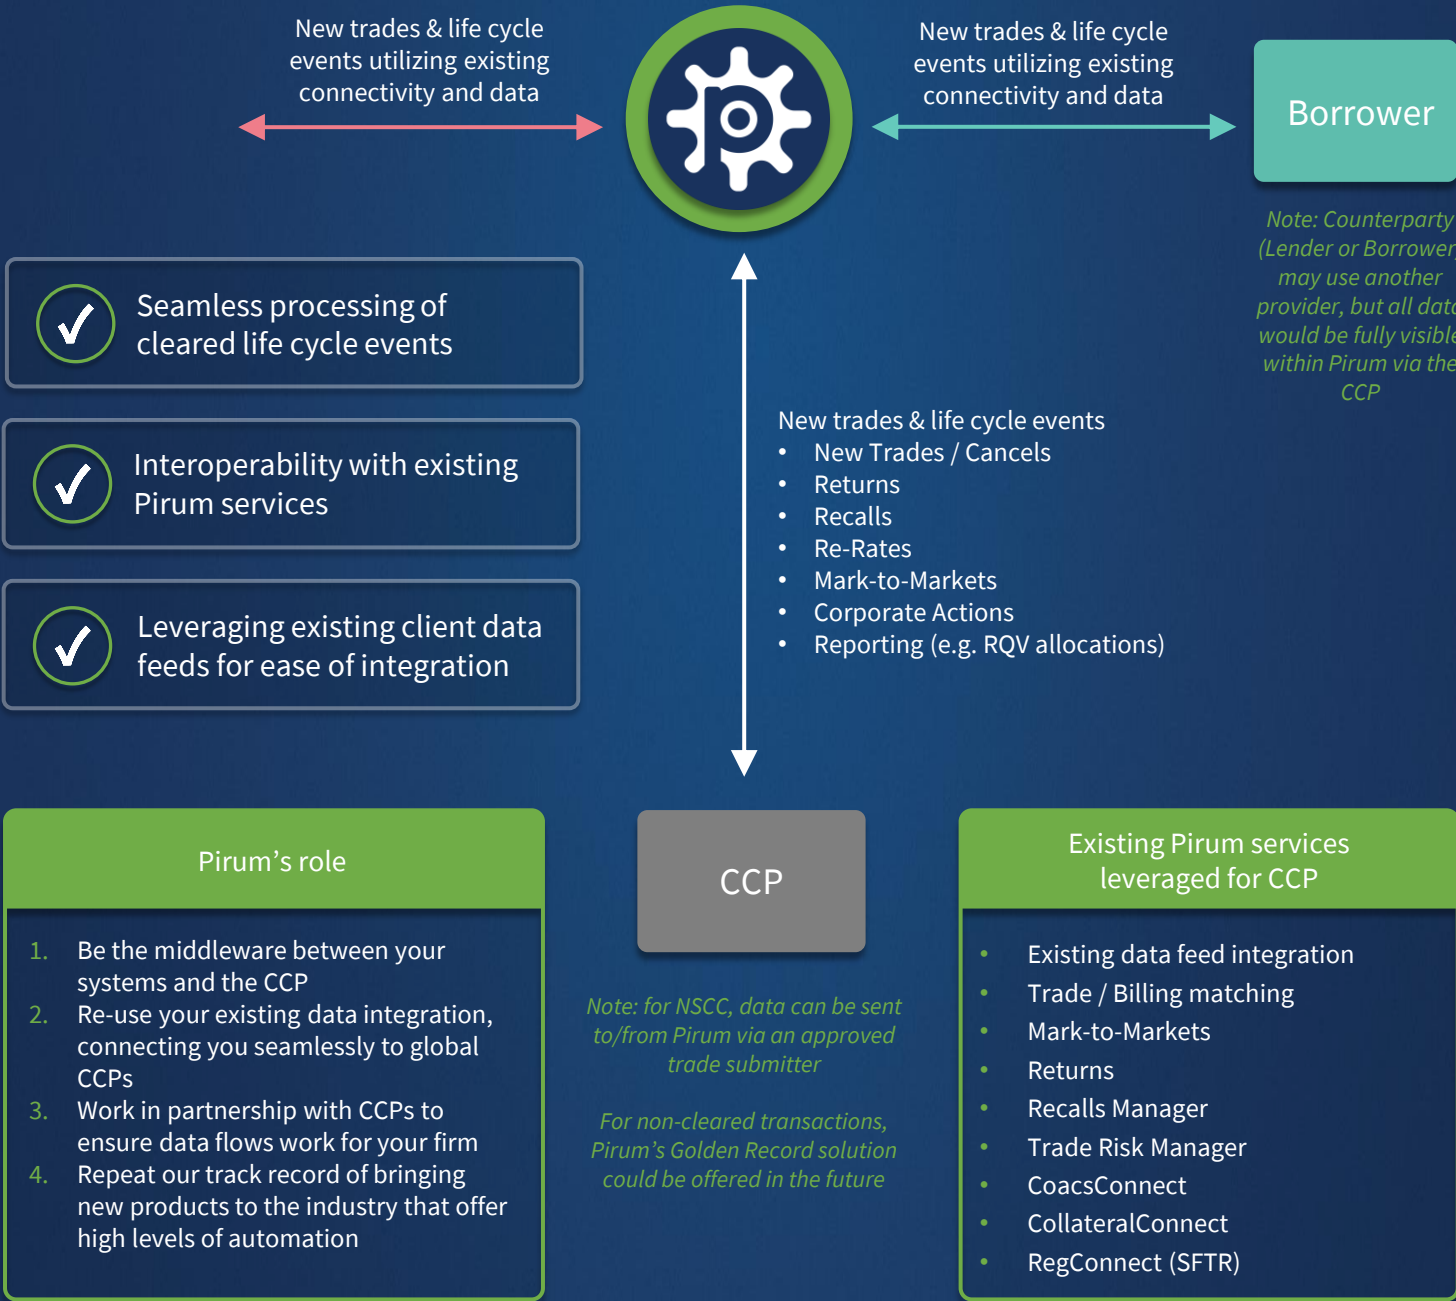 New trades & life cycle
events utilizing existing
connectivity and data
New trades & life cycle
events utilizing existing
connectivity and data
Borrower
Note: Counterparty
(Lender or Borrower)
may use another
provider, but all data
would be fully visible
within Pirum via the
CCP
Seamless processing of
cleared life cycle events
Interoperability with existing
Pirum services
Leveraging existing client data
feeds for ease of integration
New trades & life cycle events
• New Trades / Cancels
• Returns
• Recalls
• Re-Rates
• Mark-to-Markets
• Corporate Actions
• Reporting (e.g. RQV allocations)
Pirum’s role
1. Be the middleware between your
systems and the CCP
2. Re-use your existing data integration,
connecting you seamlessly to global
CCPs
3. Work in partnership with CCPs to
ensure data flows work for your firm
4. Repeat our track record of bringing
new products to the industry that offer
high levels of automation
CCP
Note: for NSCC, data can be sent
to/from Pirum via an approved
trade submitter
For non-cleared transactions,
Pirum’s Golden Record solution
could be offered in the future
Existing Pirum services
leveraged for CCP
• Existing data feed integration
• Trade / Billing matching
• Mark-to-Markets
• Returns
• Recalls Manager
• Trade Risk Manager
• CoacsConnect
• CollateralConnect
• RegConnect (SFTR)